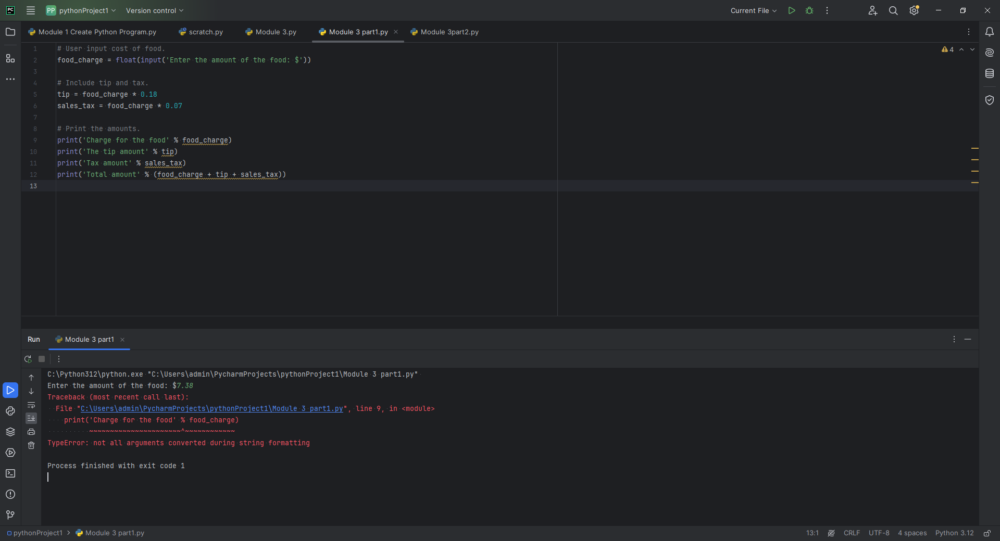 PC
PP pythonProject1 Version control Current File
Module 1 Create Python Program.py scratch.py Module 3.py Module 3 part1.py Module 3part2.py
1 # User input cost of food. 4
2 food_charge = float(input('Enter the amount of the food: $'))
3
4 # Include tip and tax.
5 tip = food_charge * 0.18
6 sales_tax = food_charge * 0.07
7
8 # Print the amounts.
9 print('Charge for the food' % food_charge)
10 print('The tip amount' % tip)
11 print('Tax amount' % sales_tax)
12 print('Total amount' % (food_charge + tip + sales_tax))
13
Run Module 3 part1
C:\Python312\python.exe "C:\Users\admin\PycharmProjects\pythonProject1\Module 3 part1.py"
Enter the amount of the food: $7.38
Traceback (most recent call last):
  File "C:\Users\admin\PycharmProjects\pythonProject1\Module 3 part1.py", line 9, in <module>
    print('Charge for the food' % food_charge)
          ~~~~~~~~~~~~~~~~~~~~~~^~~~~~~~~~~~
TypeError: not all arguments converted during string formatting
Process finished with exit code 1
pythonProject1 > Module 3 part1.py 13:1 CRLF UTF-8 4 spaces Python 3.12